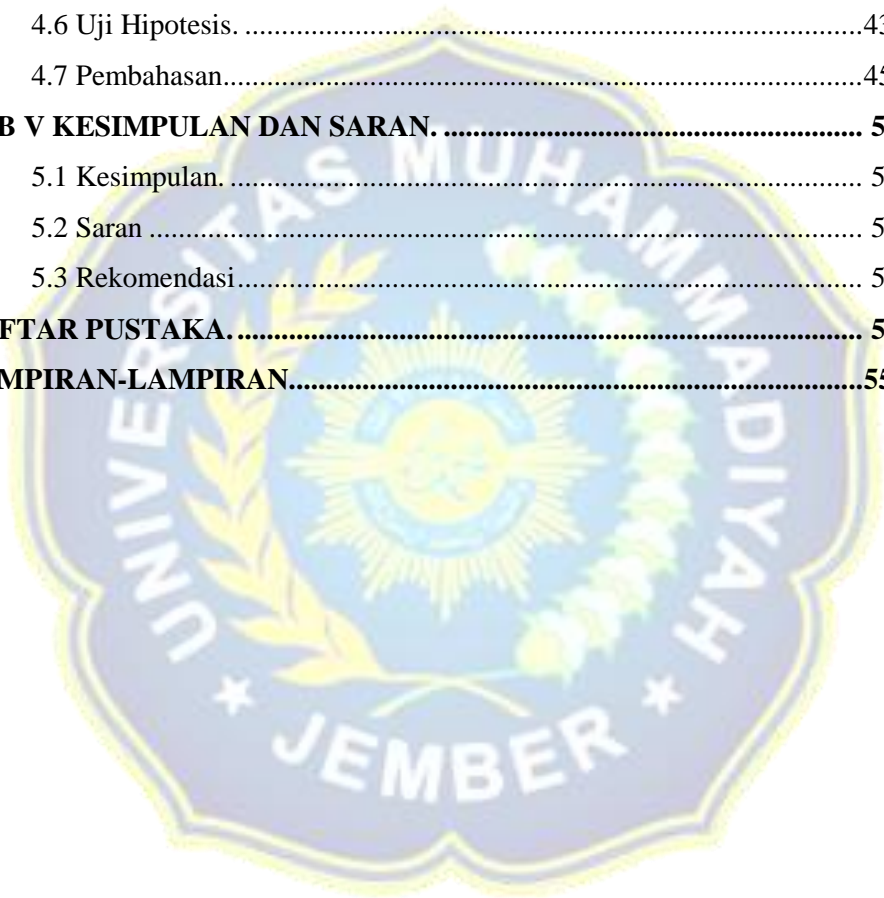 4.6 Uji Hipotesis. ..........................................................................................43
4.7 Pembahasan..............................................................................................45
B V KESIMPULAN DAN SARAN. ............................................................. 5
5.1 Kesimpulan. ............................................................................................. 5
5.2 Saran ........................................................................................................ 5
5.3 Rekomendasi............................................................................................ 5
FTAR PUSTAKA. ............................................................................................ 5
MPIRAN-LAMPIRAN.....................................................................................55
UNIVERSITAS MUHAMMADIYAH
★ JEMBER ★